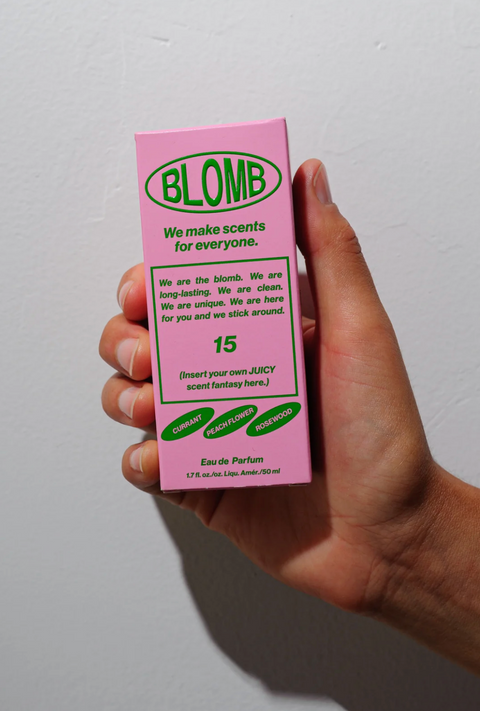 BLOMB
We make scents
for everyone.
We are the blomb. We are
long-lasting. We are clean.
We are unique. We are here
for you and we stick around.
15
(Insert your own JUICY
scent fantasy here.)
CURRANT
PEACH FLOWER
ROSEWOOD
Eau de Parfum
1.7 fl. oz./oz. Liqu. Amér./50 ml